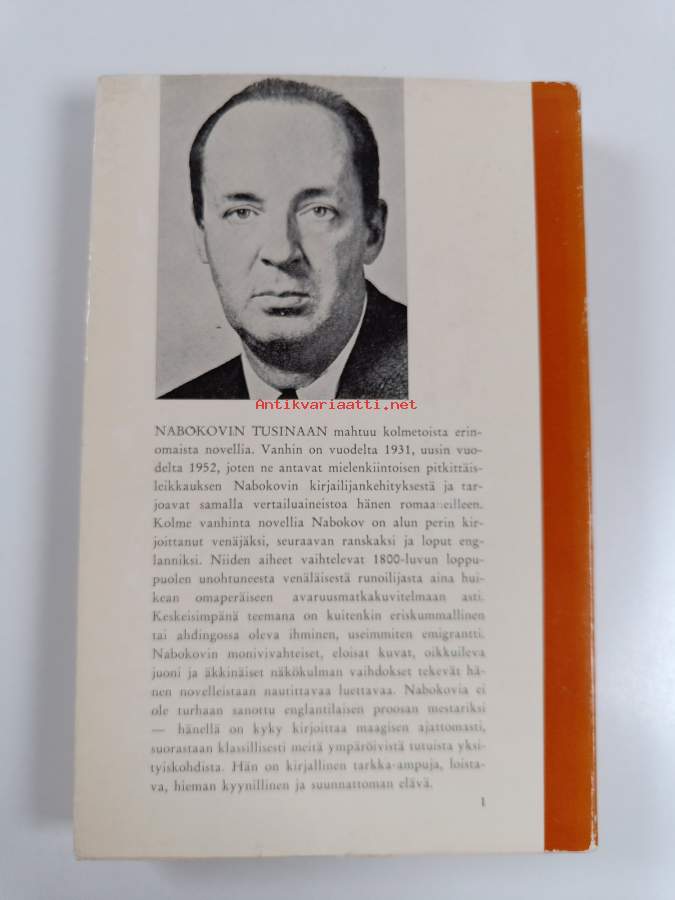 Antikvariaatti.net
NABOKOVIN TUSINAAN mahtuu kolmetoista erin-
omaista novellia. Vanhin on vuodelta 1931, uusin vuo-
delta 1952, joten ne antavat mielenkiintoisen pitkittäis-
leikkauksen Nabokovin kirjailijankehityksestä ja tar-
joavat samalla vertailuaineistoa hänen romaaneilleen.
Kolme vanhinta novellia Nabokov on alun perin kir-
joittanut venäjäksi, seuraavan ranskaksi ja loput eng-
lanniksi. Niiden aiheet vaihtelevat 1800-luvun loppu-
puolen unohtuneesta venäläisestä runoilijasta aina hui-
kean omaperäiseen avaruusmatkakuvitelmaan asti.
Keskeisimpänä teemana on kuitenkin eriskummallinen
tai ahdingossa oleva ihminen, useimmiten emigrantti.
Nabokovin monivivahteiset, eloisat kuvat, oikkuileva
juoni ja äkkinäiset näkökulman vaihdokset tekevät hä-
nen novelleistaan nautittavaa luettavaa. Nabokovia ei
ole turhaan sanottu englantilaisen proosan mestariksi
— hänellä on kyky kirjoittaa maagisen ajattomasti,
suorastaan klassillisesti meitä ympäröivistä tutuista yksi-
tyiskohdista. Hän on kirjallinen tarkka-ampuja, loista-
va, hieman kyynillinen ja suunnattoman elävä.
1